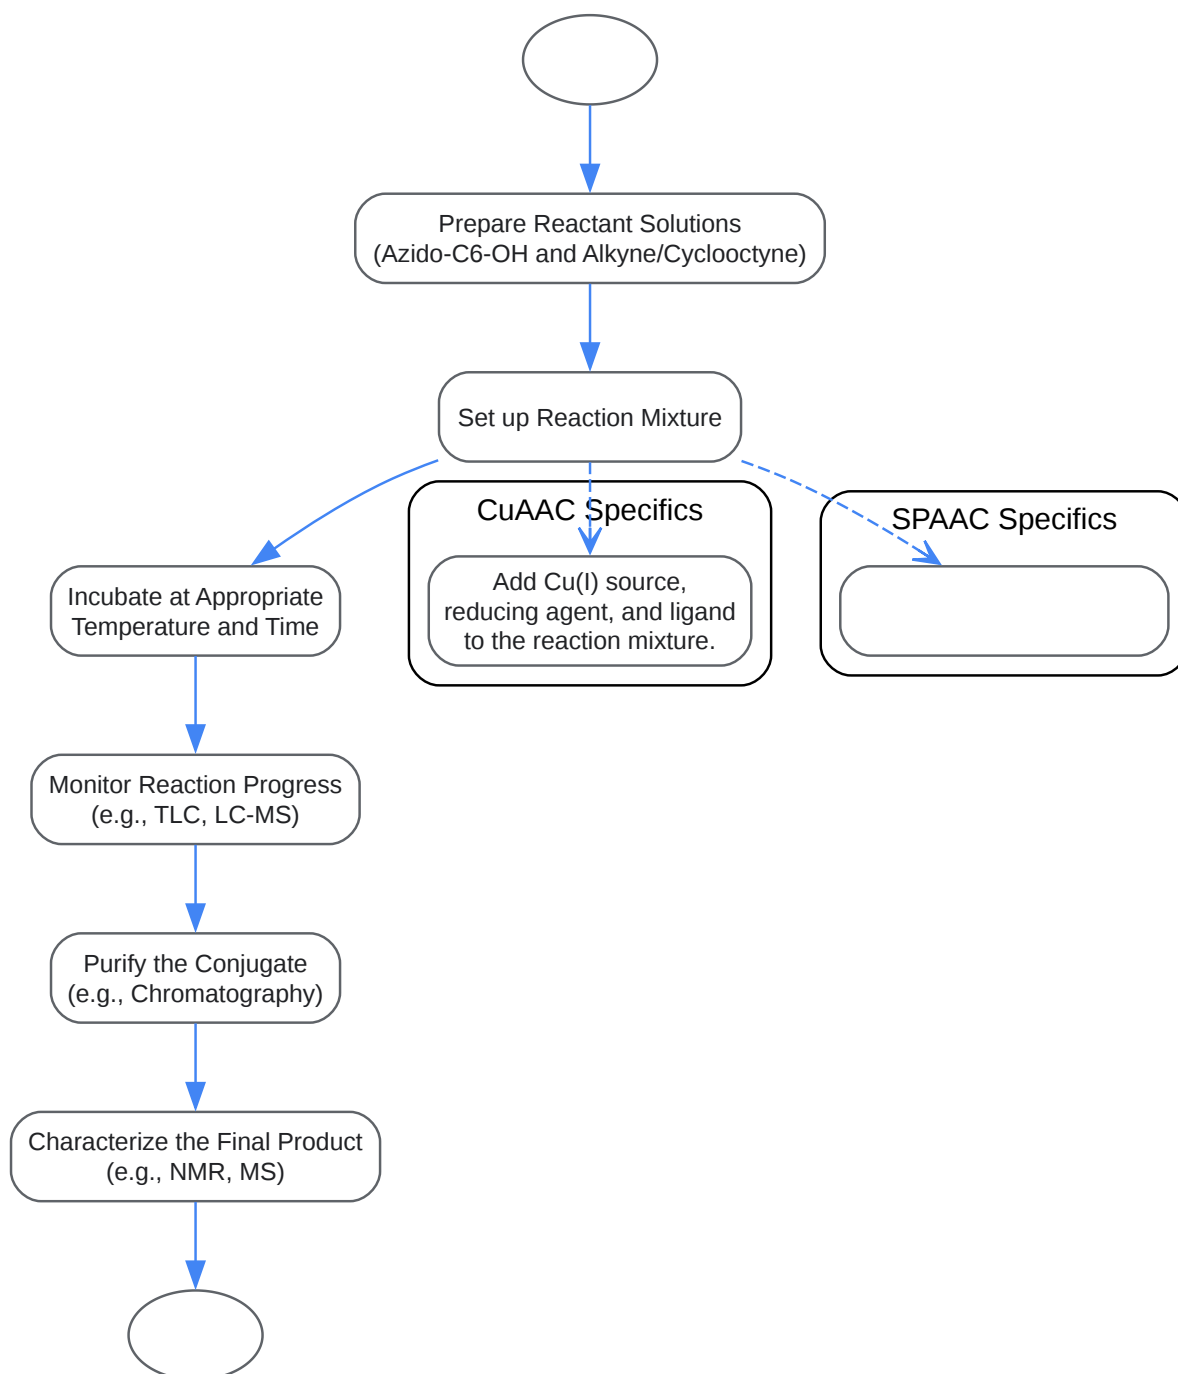 Prepare Reactant Solutions
(Azido-C6-OH and Alkyne/Cyclooctyne)
Set up Reaction Mixture
CuAAC Specifics
SPAAC Specifics
Incubate at Appropriate
Temperature and Time
Add Cu(I) source,
reducing agent, and ligand
to the reaction mixture.
Monitor Reaction Progress
(e.g., TLC, LC-MS)
Purify the Conjugate
(e.g., Chromatography)
Characterize the Final Product
(e.g., NMR, MS)